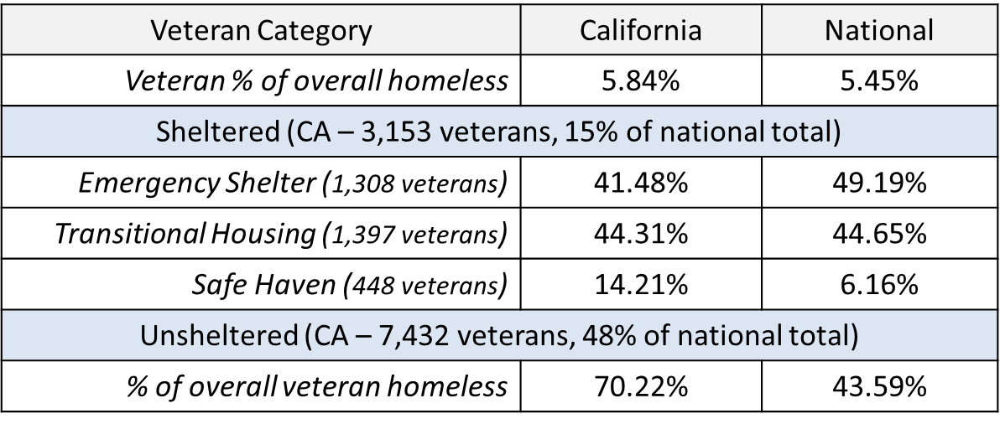 Veteran Category California National
Veteran % of overall homeless 5.84% 5.45%
Sheltered (CA – 3,153 veterans, 15% of national total)
Emergency Shelter (1,308 veterans) 41.48% 49.19%
Transitional Housing (1,397 veterans) 44.31% 44.65%
Safe Haven (448 veterans) 14.21% 6.16%
Unsheltered (CA – 7,432 veterans, 48% of national total)
% of overall veteran homeless 70.22% 43.59%